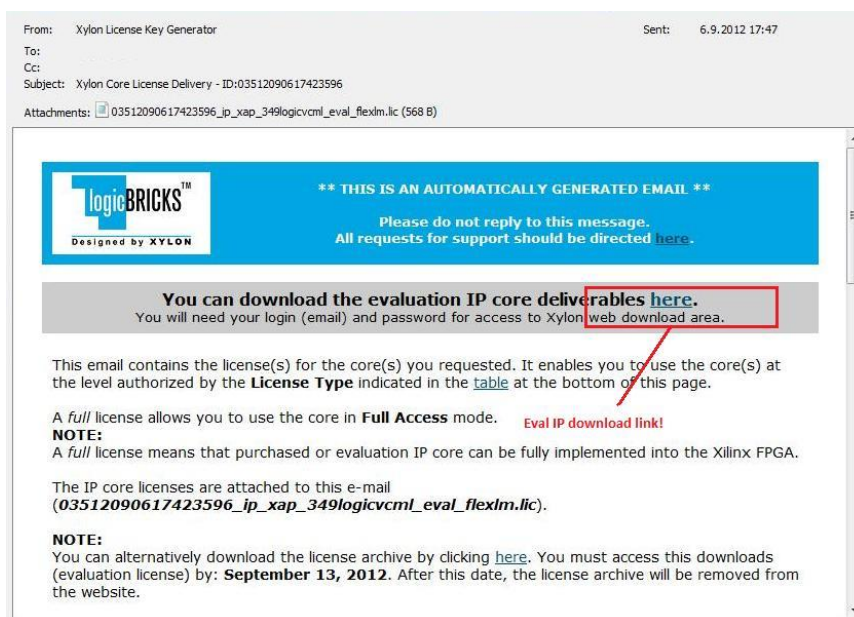 From: Xylon License Key Generator Sent: 6.9.2012 17:47
To:
Cc:
Subject: Xylon Core License Delivery - ID:03512090617423596
Attachments: 03512090617423596_ip_xap_349logicvcml_eval_flexlm.lic (568 B)
logicBRICKS™
Designed by XYLON
** THIS IS AN AUTOMATICALLY GENERATED EMAIL **
Please do not reply to this message.
All requests for support should be directed here.
You can download the evaluation IP core deliverables here.
You will need your login (email) and password for access to Xylon web download area.
This email contains the license(s) for the core(s) you requested. It enables you to use the core(s) at
the level authorized by the License Type indicated in the table at the bottom of this page.
A full license allows you to use the core in Full Access mode.
Eval IP download link!
NOTE:
A full license means that purchased or evaluation IP core can be fully implemented into the Xilinx FPGA.
The IP core licenses are attached to this e-mail
(03512090617423596_ip_xap_349logicvcml_eval_flexlm.lic).
NOTE:
You can alternatively download the license archive by clicking here. You must access this downloads
(evaluation license) by: September 13, 2012. After this date, the license archive will be removed from
the website.